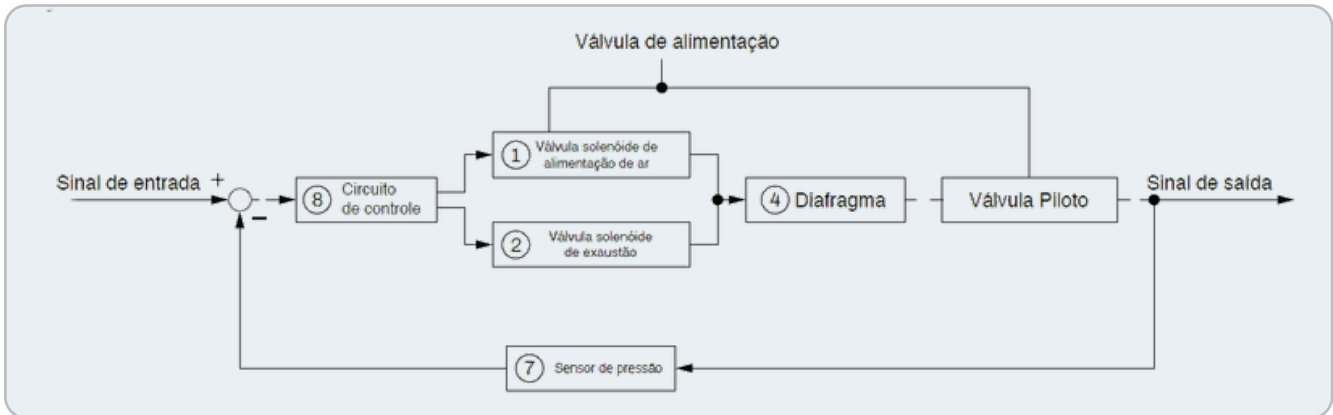 Válvula de alimentação
① Válvula solenóide de
alimentação de ar
Sinal de entrada +
−
⑧ Circuito
de controle
④ Diafragma
Válvula Piloto
Sinal de saída
② Válvula solenóide
de exaustão
⑦ Sensor de pressão